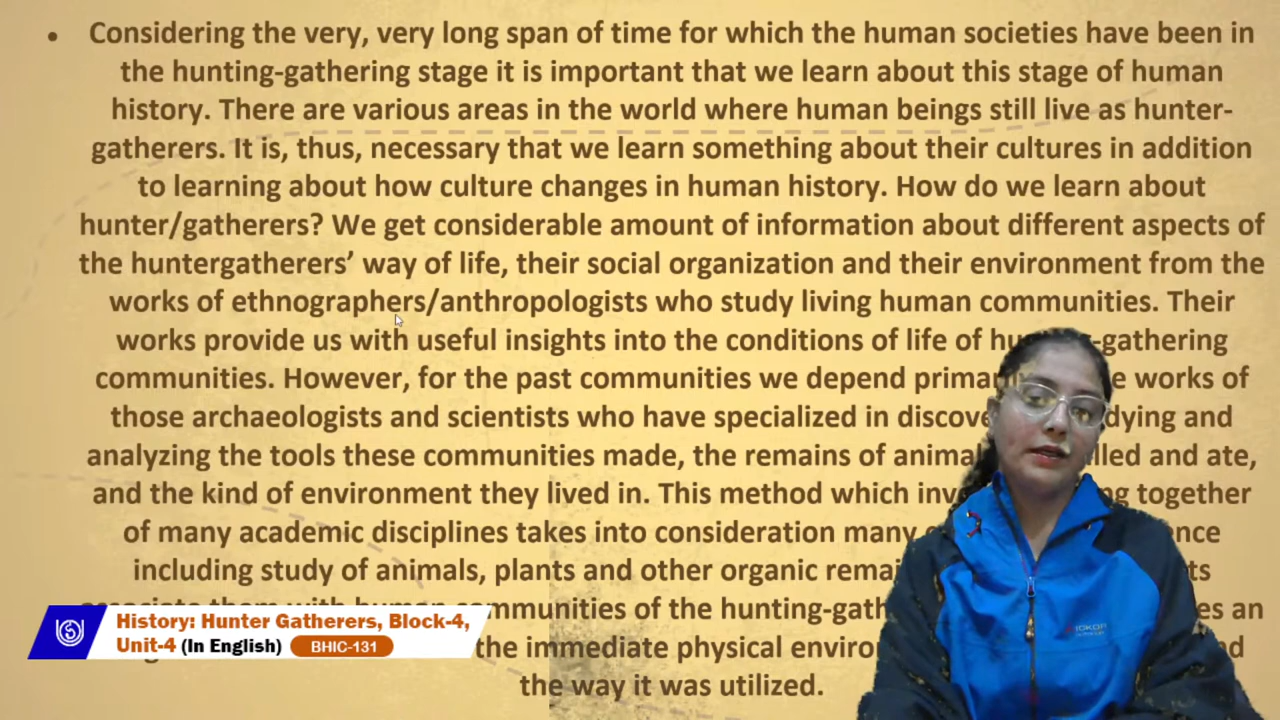 • Considering the very, very long span of time for which the human societies have been in
the hunting-gathering stage it is important that we learn about this stage of human
history. There are various areas in the world where human beings still live as hunter-
gatherers. It is, thus, necessary that we learn something about their cultures in addition
to learning about how culture changes in human history. How do we learn about
hunter/gatherers? We get considerable amount of information about different aspects of
the huntergatherers’ way of life, their social organization and their environment from the
works of ethnographers/anthropologists who study living human communities. Their
works provide us with useful insights into the conditions of life of -gathering
communities. However, for the past communities we depend works of
those archaeologists and scientists who have specialized in and
analyzing the tools these communities made, the remains of and ate,
and the kind of environment they lived in. This method which together
of many academic disciplines takes into consideration many
including study of animals, plants and other organic
communities of the an
the immediate physical
the way it was utilized.
History: Hunter Gatherers, Block-4,
Unit-4 (In English) BHIC-131